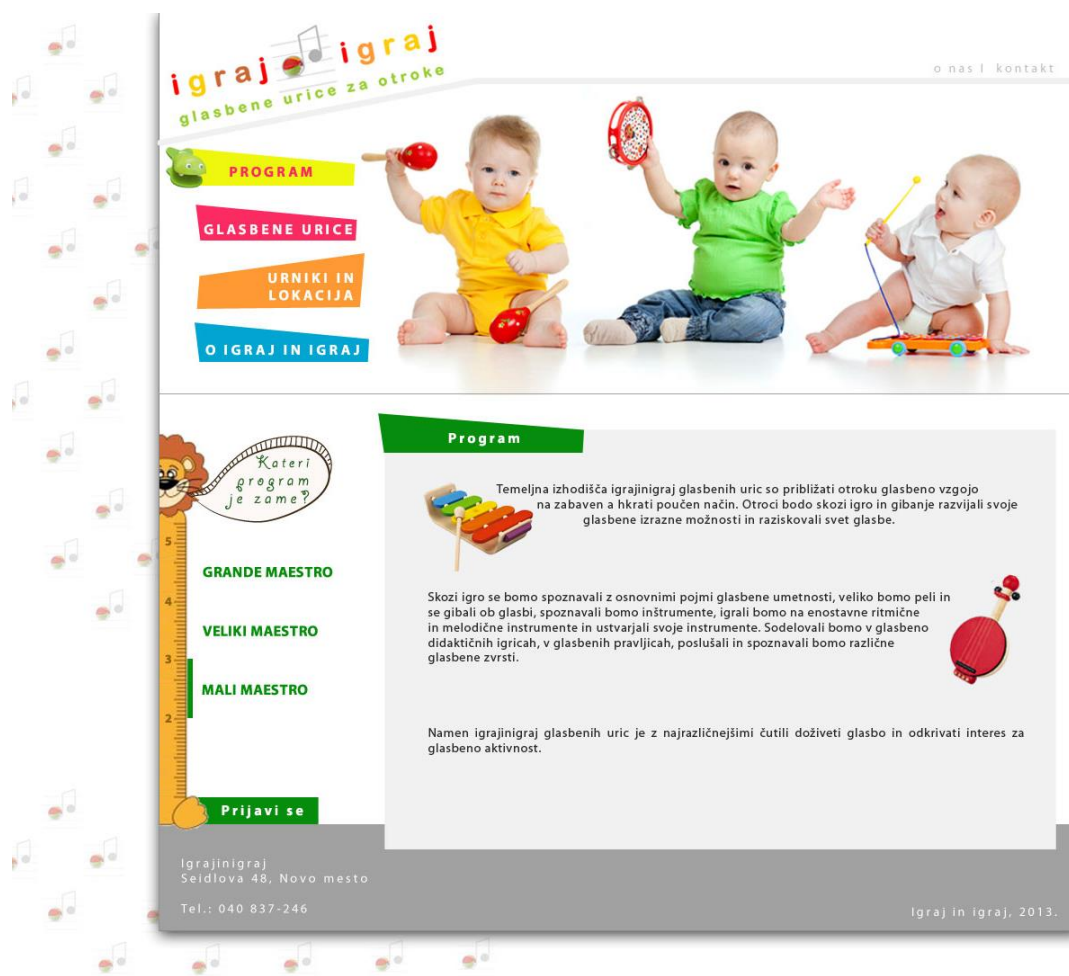 igraj igraj
glasbene urice za otroke
o nas | kontakt
PROGRAM
GLASBENE URICE
URNIKI IN
LOKACIJA
O IGRAJ IN IGRAJ
Kateri
program
je zame?
5
4
3
2
GRANDE MAESTRO
VELIKI MAESTRO
MALI MAESTRO
Prijavi se
Program
Temeljna izhodišča igrajinigraj glasbenih uric so približati otroku glasbeno vzgojo
na zabaven a hkrati poučen način. Otroci bodo skozi igro in gibanje razvijali svoje
glasbene izrazne možnosti in raziskovali svet glasbe.
Skozi igro se bomo spoznavali z osnovnimi pojmi glasbene umetnosti, veliko bomo peli in
se gibali ob glasbi, spoznavali bomo inštrumente, igrali bomo na enostavne ritmične
in melodične instrumente in ustvarjali svoje instrumente. Sodelovali bomo v glasbeno
didaktičnih igricah, v glasbenih pravljicah, poslušali in spoznavali bomo različne
glasbene zvrsti.
Namen igrajinigraj glasbenih uric je z najrazličnejšimi čutili doživeti glasbo in odkrivati interes za
glasbeno aktivnost.
Igrajinigraj
Seidlova 48, Novo mesto
Tel.: 040 837-246
Igraj in igraj, 2013.